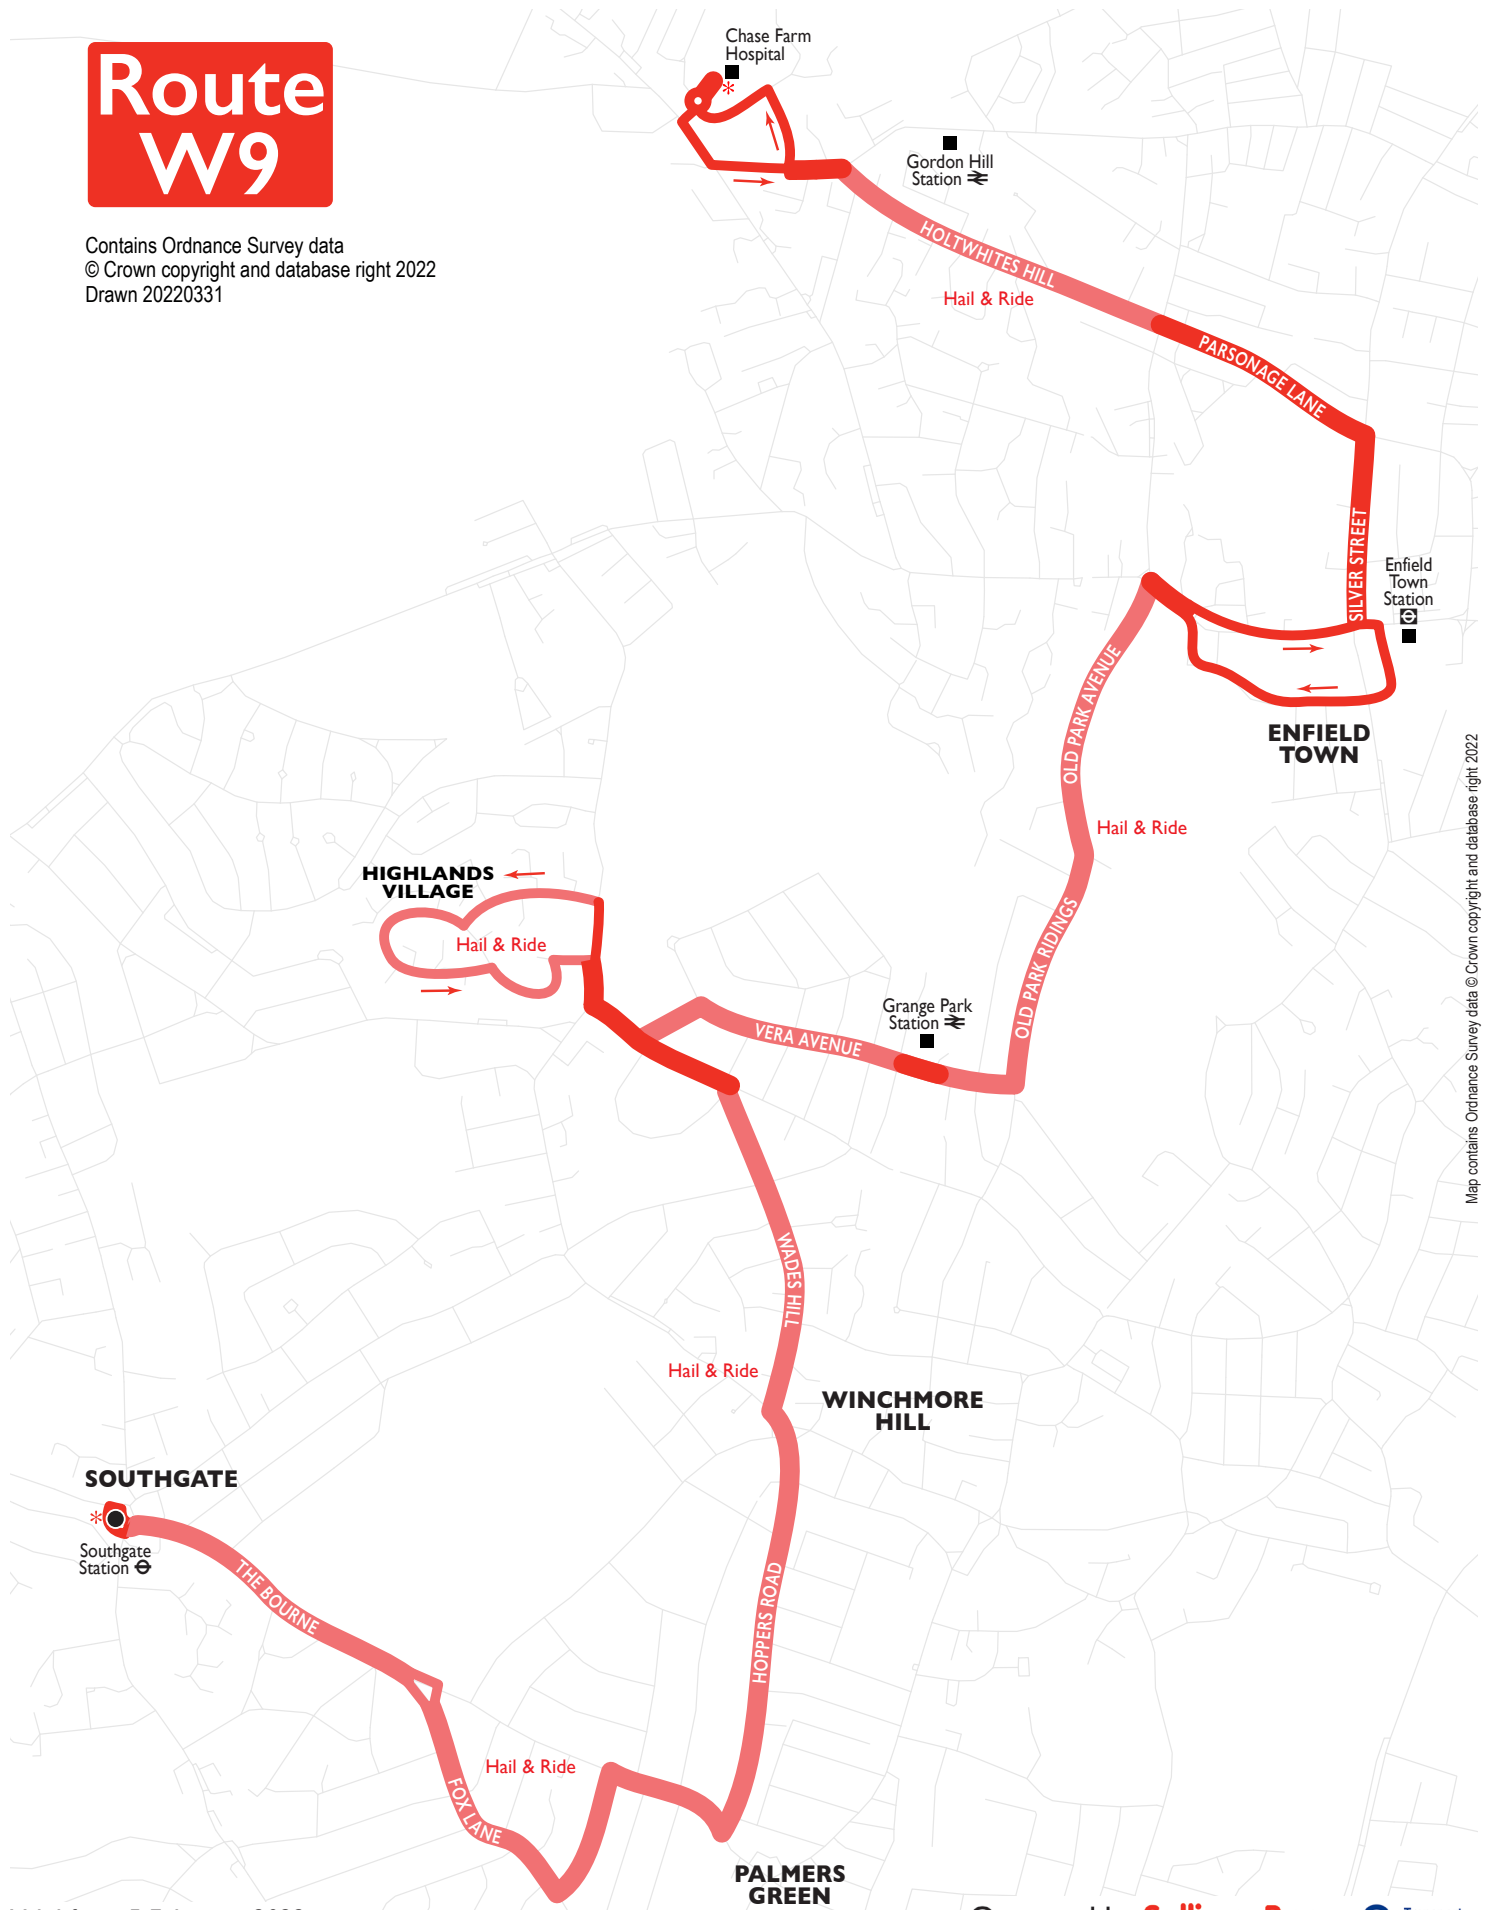 Route
W9
Contains Ordnance Survey data
© Crown copyright and database right 2022
Drawn 20220331
Chase Farm
Hospital
*
Gordon Hill
Station
HOLTWHITES HILL
Hail & Ride
PARSONAGE LANE
SILVER STREET
Enfield
Town
Station
ENFIELD
TOWN
OLD PARK AVENUE
Hail & Ride
OLD PARK RIDINGS
Map contains Ordnance Survey data © Crown copyright and database right 2022
HIGHLANDS
VILLAGE
Hail & Ride
Grange Park
Station
VERA AVENUE
WADES HILL
Hail & Ride
WINCHMORE
HILL
SOUTHGATE
*
Southgate
Station
THE BOURNE
HOPPERS ROAD
Hail & Ride
FOX LANE
PALMERS
GREEN